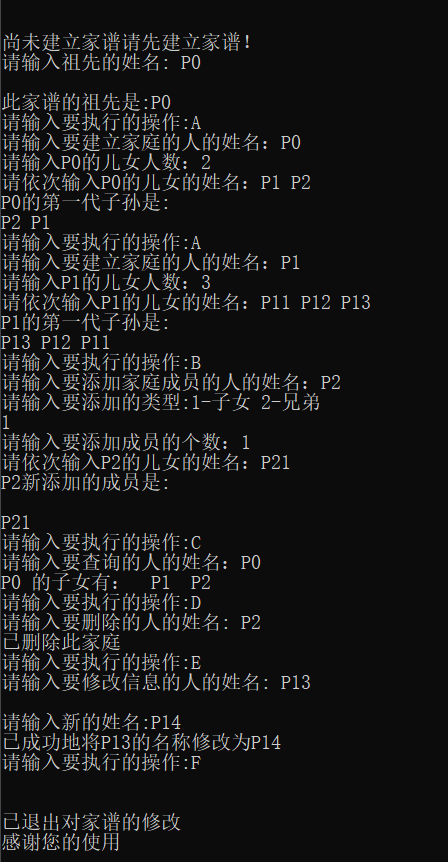 尚未建立家谱请先建立家谱!
请输入祖先的姓名: P0
此家谱的祖先是:P0
请输入要执行的操作:A
请输入要建立家庭的人的姓名: P0
请输入P0的儿女人数: 2
请依次输入P0的儿女的姓名: P1 P2
P0的第一代子孙是:
P2 P1
请输入要执行的操作:A
请输入要建立家庭的人的姓名: P1
请输入P1的儿女人数: 3
请依次输入P1的儿女的姓名: P11 P12 P13
P1的第一代子孙是:
P13 P12 P11
请输入要执行的操作:B
请输入要添加家庭成员的人的姓名: P2
请输入要添加的类型:1-子女 2-兄弟
1
请输入要添加成员的个数: 1
请依次输入P2的儿女的姓名: P21
P2新添加的成员是:
P21
请输入要执行的操作:C
请输入要查询的人的姓名: P0
P0 的子女有:  P1  P2
请输入要执行的操作:D
请输入要删除的人的姓名: P2
已删除此家庭
请输入要执行的操作:E
请输入要修改信息的人的姓名: P13
请输入新的姓名:P14
已成功地将P13的名称修改为P14
请输入要执行的操作:F
已退出对家谱的修改
感谢您的使用